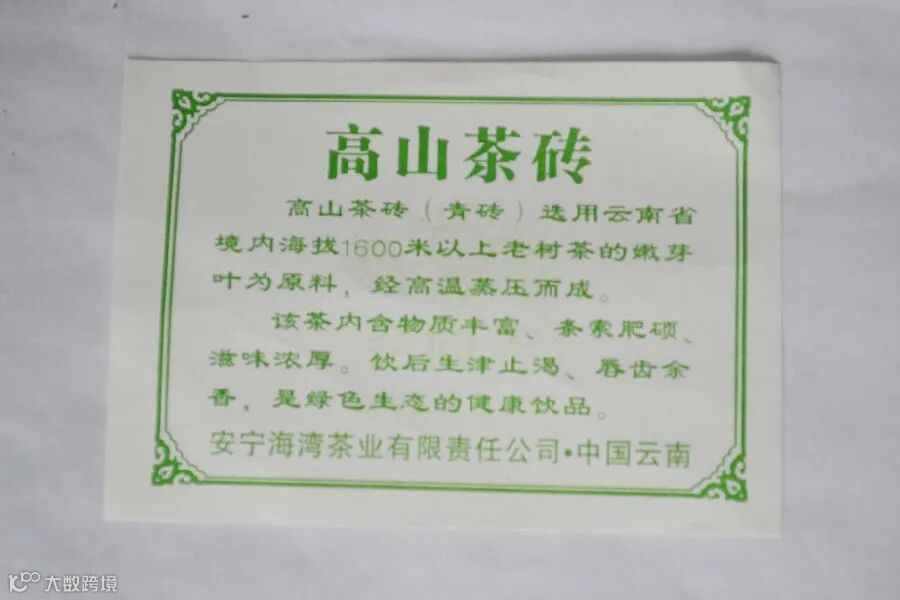 高山茶砖
高山茶砖（青砖）选用云南省
境内海拔1600米以上老树茶的嫩芽
叶为原料，经高温蒸压而成。
该茶内含物质丰富、条索肥硕、
滋味浓厚。饮后生津止渴、唇齿余
香，是绿色生态的健康饮品。
安宁海湾茶业有限责任公司·中国云南
大数跨境